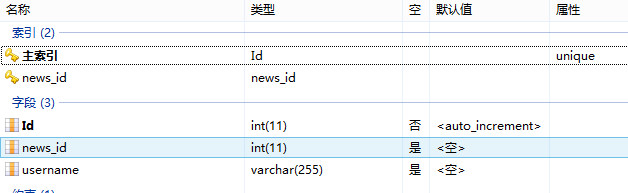 名称 类型 空 默认值 属性
索引 (2)
主索引 Id unique
news_id news_id
字段 (3)
Id int(11) 否 <auto_increment>
news_id int(11) 是 <空>
username varchar(255) 是 <空>